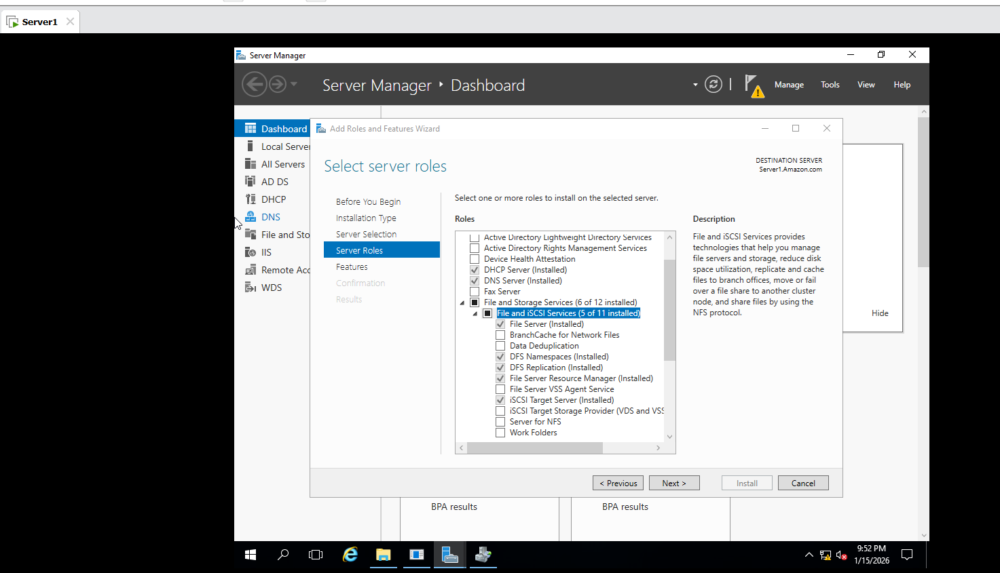 Server1
Server Manager
Server Manager ‣ Dashboard
Manage Tools View Help
Dashboard
Local Server
All Servers
AD DS
DHCP
DNS
File and Sto
IIS
Remote Acc
WDS
Add Roles and Features Wizard
Select server roles
DESTINATION SERVER
Server1.Amazon.com
Before You Begin
Installation Type
Server Selection
Server Roles
Features
Confirmation
Results
Select one or more roles to install on the selected server.
Roles
Active Directory Lightweight Directory Services
Active Directory Rights Management Services
Device Health Attestation
DHCP Server (Installed)
DNS Server (Installed)
Fax Server
File and Storage Services (6 of 12 installed)
File and iSCSI Services (5 of 11 installed)
File Server (Installed)
BranchCache for Network Files
Data Deduplication
DFS Namespaces (Installed)
DFS Replication (Installed)
File Server Resource Manager (Installed)
File Server VSS Agent Service
iSCSI Target Server (Installed)
iSCSI Target Storage Provider (VDS and VSS
Server for NFS
Work Folders
Description
File and iSCSI Services provides
technologies that help you manage
file servers and storage, reduce disk
space utilization, replicate and cache
files to branch offices, move or fail
over a file share to another cluster
node, and share files by using the
NFS protocol.
Hide
< Previous Next > Install Cancel
BPA results BPA results
9:52 PM
1/15/2026